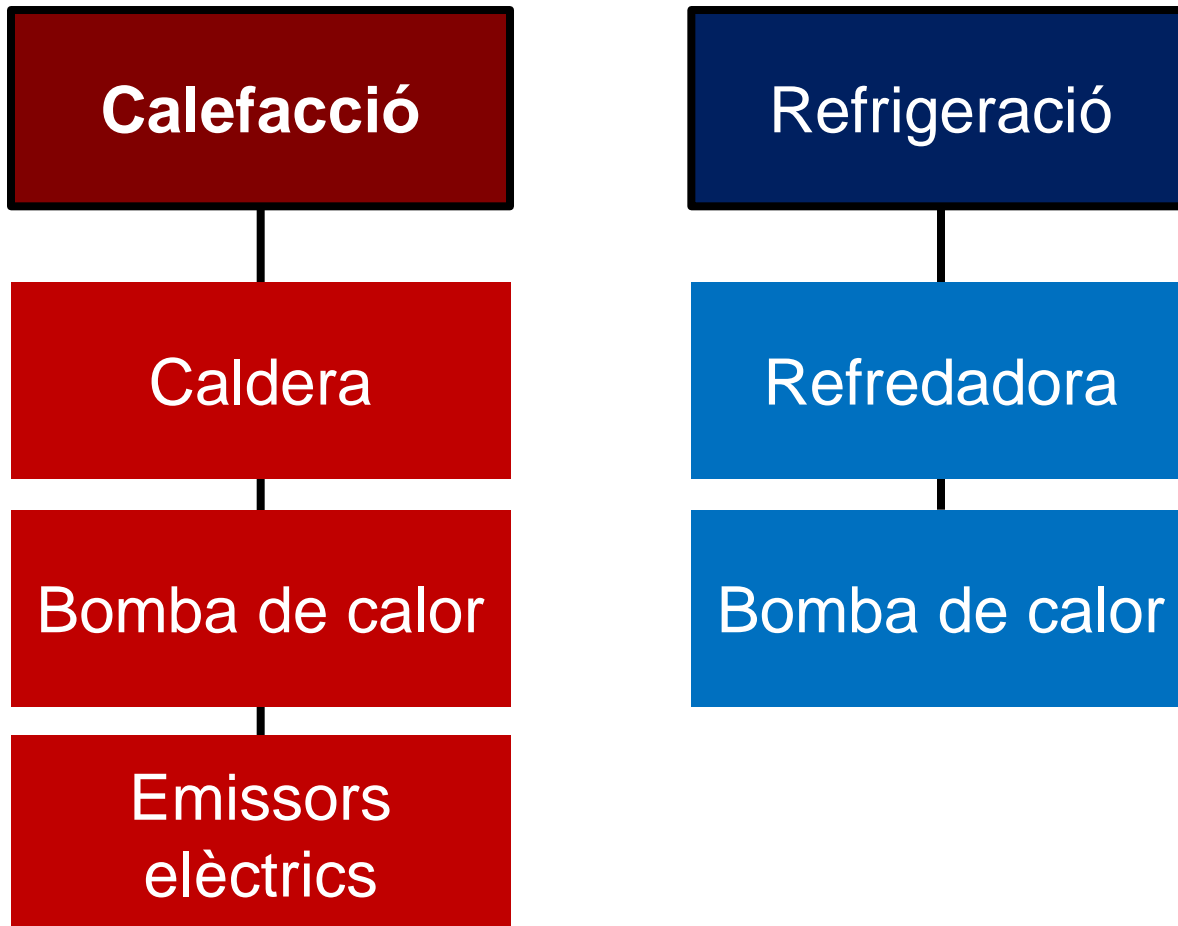 Calefacció
Caldera
Bomba de calor
Emissors
elèctrics
Refrigeració
Refredadora
Bomba de calor